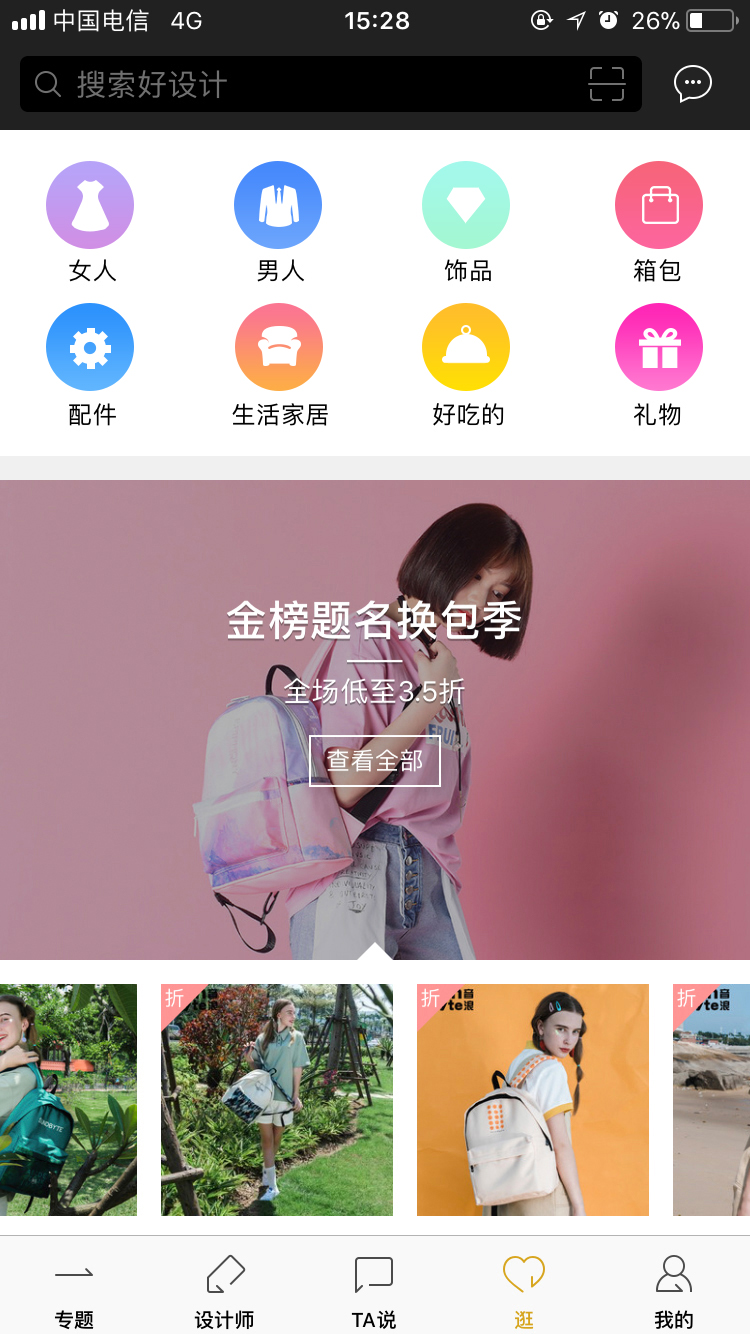 中国电信 4G 15:28 26%
搜索好设计
女人 男人 饰品 箱包
配件 生活家居 好吃的 礼物
金榜题名换包季
全场低至3.5折
查看全部
折
折
折
专题 设计师 TA说 逛 我的